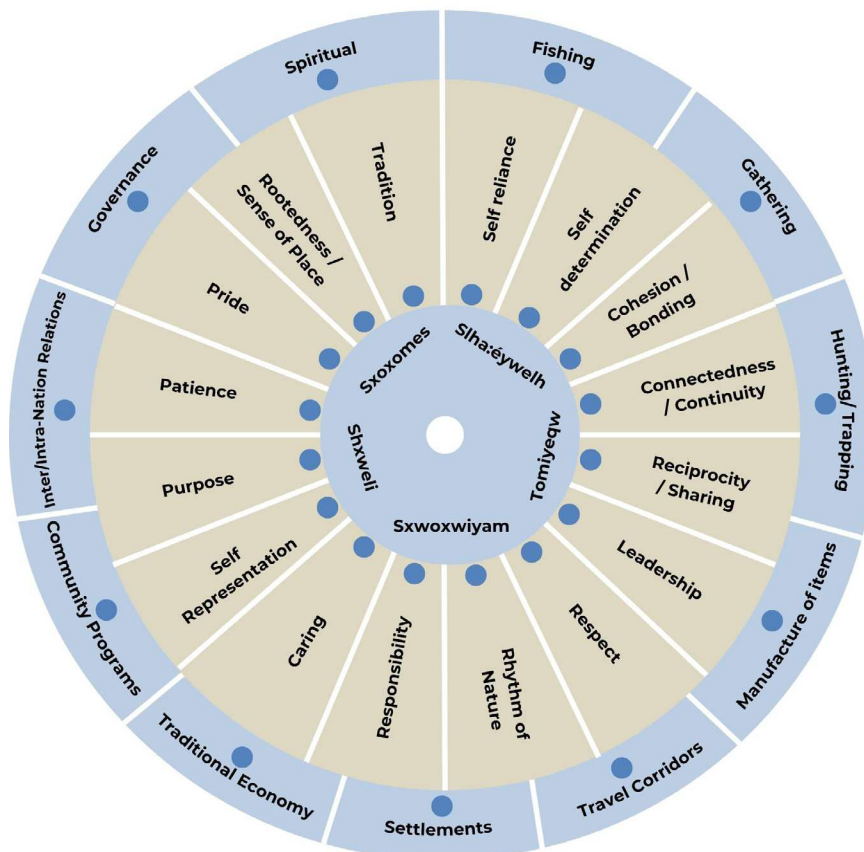 Spiritual
Fishing
Gathering
Hunting/ Trapping
Manufacture of items
Travel Corridors
Settlements
Traditional Economy
Community Programs
Inter/Intra-Nation Relations
Governance
Tradition
Self reliance
Self
determination
Cohesion /
Bonding
Connectedness
/ Continuity
Reciprocity
/ Sharing
Leadership
Respect
Rhythm of
Nature
Responsibility
Caring
Self
Representation
Purpose
Patience
Pride
Rootedness /
Sense of Place
Sxoxomes
Slha:éywelh
Tomiyeqw
Sxwoxwiyam
Shxweli